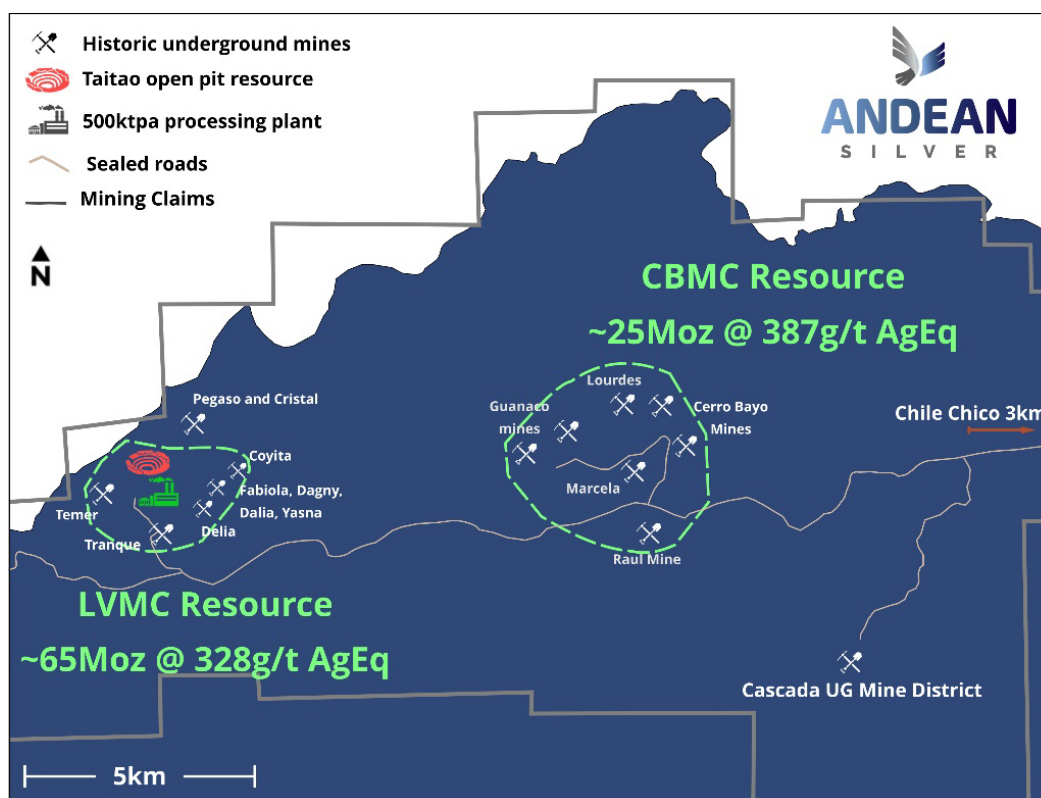 Historic underground mines
Taitao open pit resource
500ktpa processing plant
Sealed roads
Mining Claims
N
ANDEAN
SILVER
CBMC Resource
~25Moz @ 387g/t AgEq
Lourdes
Guanaco
mines
Cerro Bayo
Mines
Chile Chico 3km
Marcela
Raul Mine
Pegaso and Cristal
Coyita
Fabiola, Dagny,
Dalia, Yasna
Temer
Tranque
Delia
LVMC Resource
~65Moz @ 328g/t AgEq
Cascada UG Mine District
5km